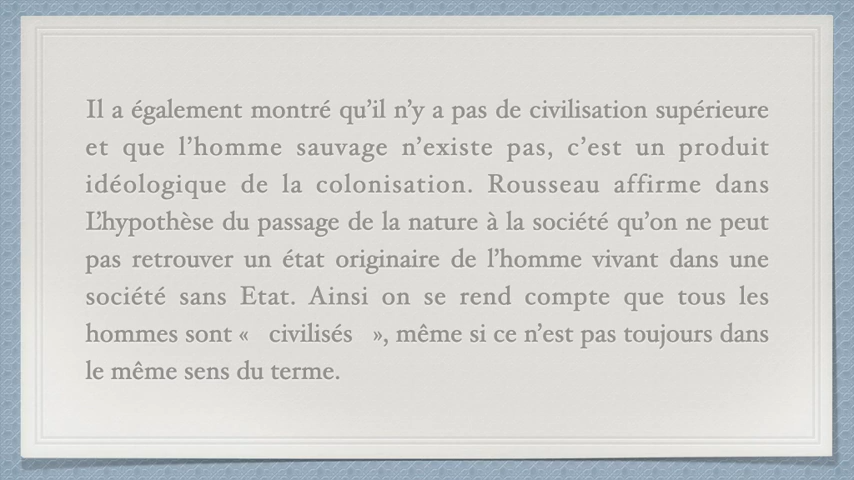 Il a également montré qu’il n’y a pas de civilisation supérieure
et que l’homme sauvage n’existe pas, c’est un produit
idéologique de la colonisation. Rousseau affirme dans
L’hypothèse du passage de la nature à la société qu’on ne peut
pas retrouver un état originaire de l’homme vivant dans une
société sans Etat. Ainsi on se rend compte que tous les
hommes sont « civilisés », même si ce n’est pas toujours dans
le même sens du terme.